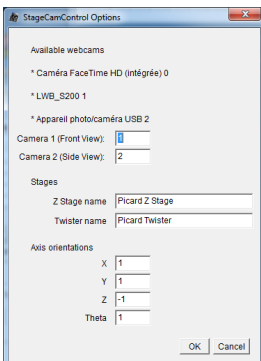 StageCamControl Options
Available webcams
* Caméra FaceTime HD (intégrée) 0
* LWB_S200 1
* Appareil photo/caméra USB 2
Camera 1 (Front View): 1
Camera 2 (Side View): 2
Stages
Z Stage name Picard Z Stage
Twister name Picard Twister
Axis orientations
X 1
Y 1
Z -1
Theta 1
OK Cancel